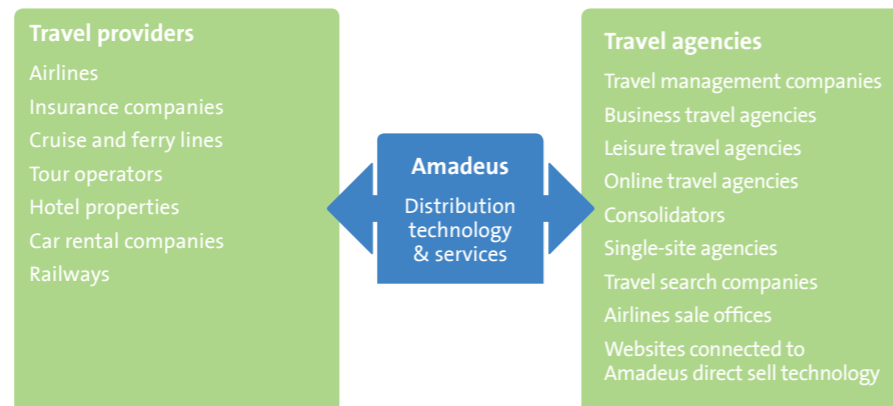 Travel providers
Airlines
Insurance companies
Cruise and ferry lines
Tour operators
Hotel properties
Car rental companies
Railways
Amadeus
Distribution
technology
& services
Travel agencies
Travel management companies
Business travel agencies
Leisure travel agencies
Online travel agencies
Consolidators
Single-site agencies
Travel search companies
Airlines sale offices
Websites connected to
Amadeus direct sell technology